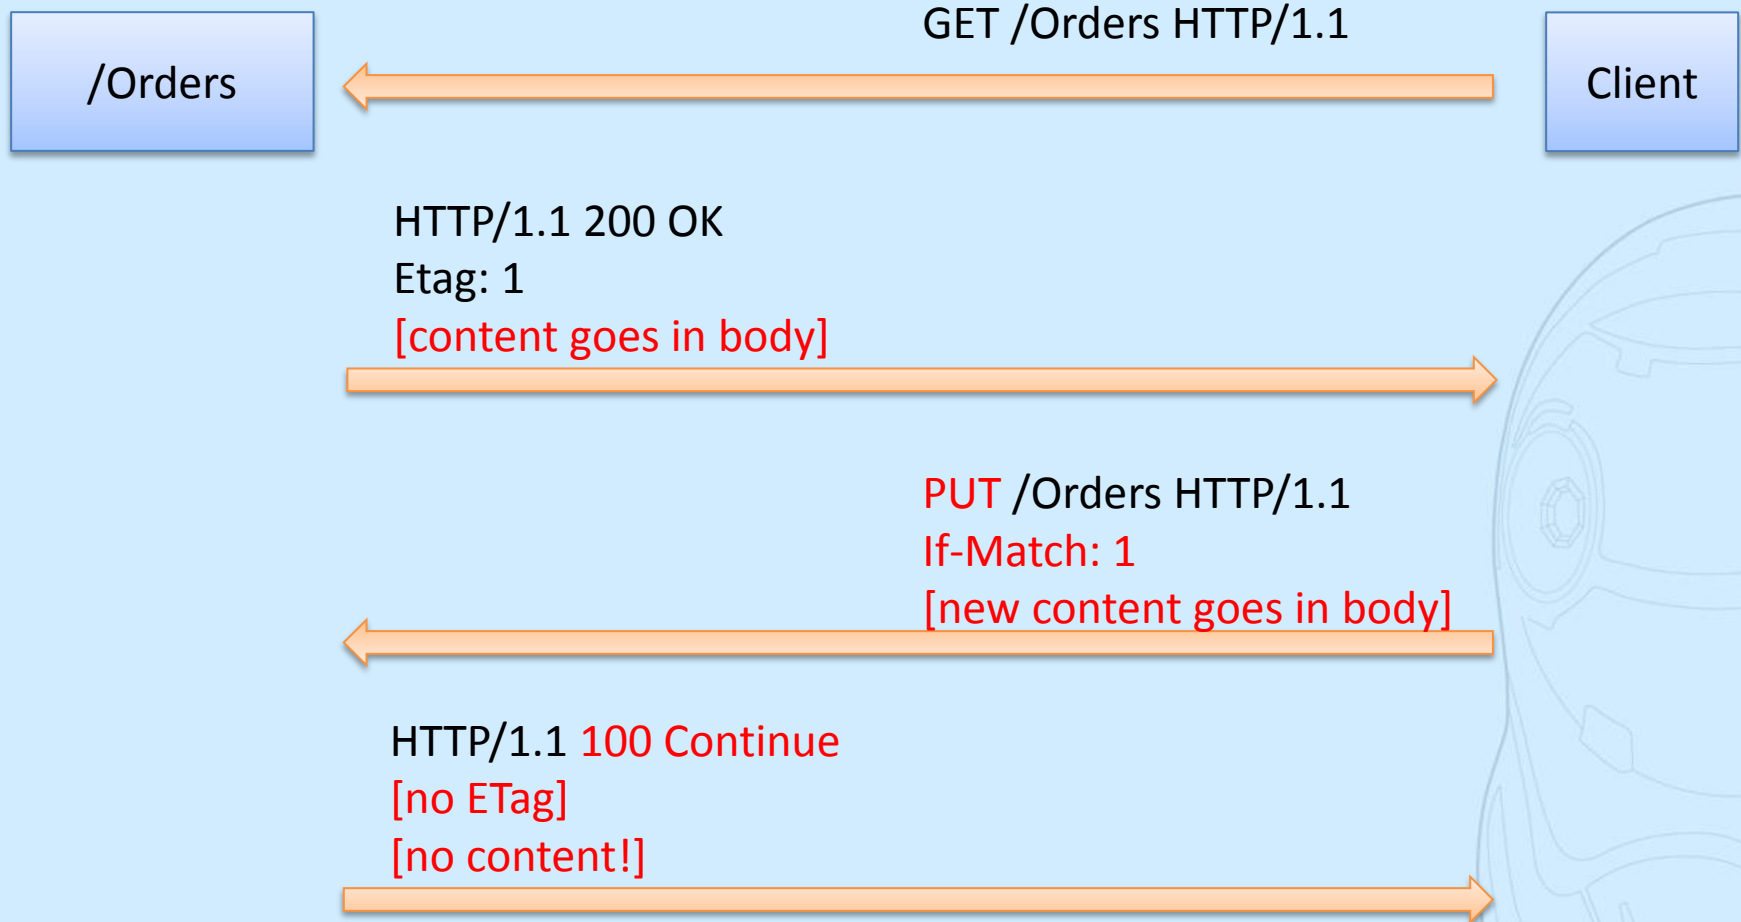 GET /Orders HTTP/1.1
/Orders
Client
HTTP/1.1 200 OK
Etag: 1
[content goes in body]
PUT /Orders HTTP/1.1
If-Match: 1
[new content goes in body]
HTTP/1.1 100 Continue
[no ETag]
[no content!]